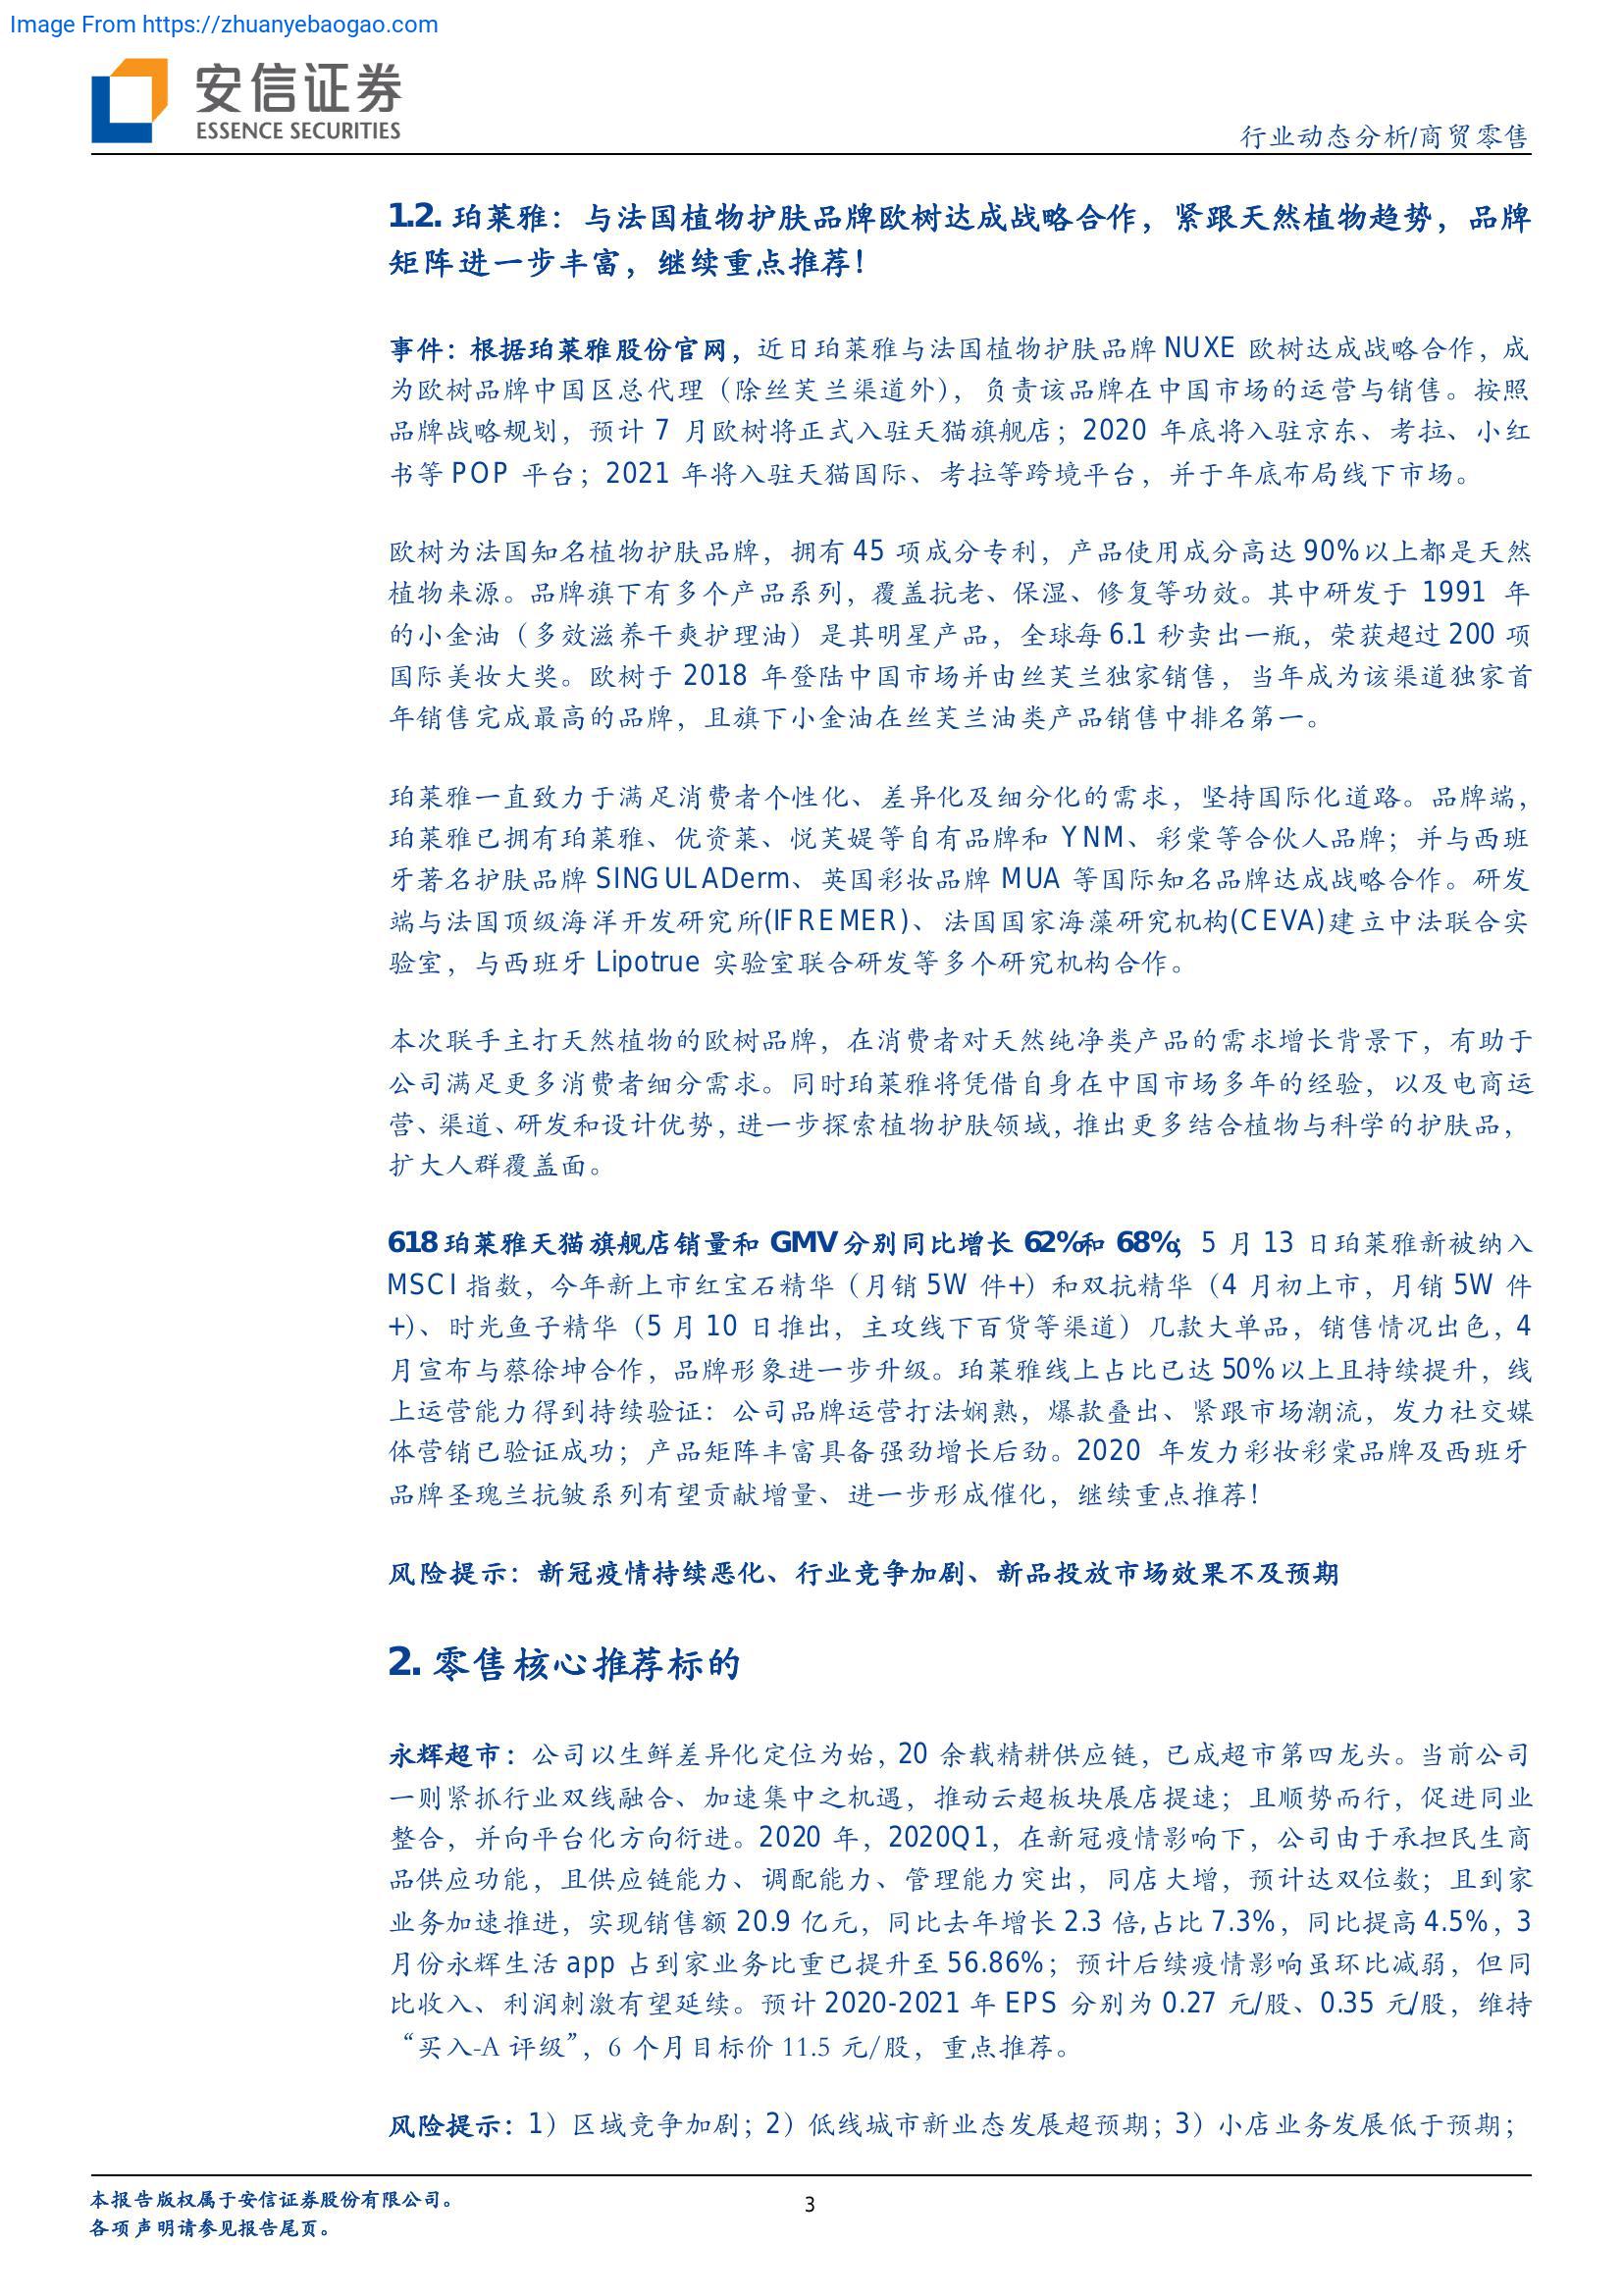 Image From https://zhuanyebaogao.com
安信证券
ESSENCE SECURITIES
行业动态分析/商贸零售
1.2. 珀莱雅：与法国植物护肤品牌欧树达成战略合作，紧跟天然植物趋势，品牌
矩阵进一步丰富，继续重点推荐！
事件：根据珀莱雅股份官网，近日珀莱雅与法国植物护肤品牌 NUXE 欧树达成战略合作，成
为欧树品牌中国区总代理（除丝芙兰渠道外），负责该品牌在中国市场的运营与销售。按照
品牌战略规划，预计 7 月欧树将正式入驻天猫旗舰店；2020 年底将入驻京东、考拉、小红
书等 POP 平台；2021 年将入驻天猫国际、考拉等跨境平台，并于年底布局线下市场。
欧树为法国知名植物护肤品牌，拥有 45 项成分专利，产品使用成分高达 90%以上都是天然
植物来源。品牌旗下有多个产品系列，覆盖抗老、保湿、修复等功效。其中研发于 1991 年
的小金油（多效滋养干爽护理油）是其明星产品，全球每 6.1 秒卖出一瓶，荣获超过 200 项
国际美妆大奖。欧树于 2018 年登陆中国市场并由丝芙兰独家销售，当年成为该渠道独家首
年销售完成最高的品牌，且旗下小金油在丝芙兰油类产品销售中排名第一。
珀莱雅一直致力于满足消费者个性化、差异化及细分化的需求，坚持国际化道路。品牌端，
珀莱雅已拥有珀莱雅、优资莱、悦芙媞等自有品牌和 YNM、彩棠等合伙人品牌；并与西班
牙著名护肤品牌 SINGULADerm、英国彩妆品牌 MUA 等国际知名品牌达成战略合作。研发
端与法国顶级海洋开发研究所(IFREMER)、法国国家海藻研究机构(CEVA)建立中法联合实
验室，与西班牙 Lipotrue 实验室联合研发等多个研究机构合作。
本次联手主打天然植物的欧树品牌，在消费者对天然纯净类产品的需求增长背景下，有助于
公司满足更多消费者细分需求。同时珀莱雅将凭借自身在中国市场多年的经验，以及电商运
营、渠道、研发和设计优势，进一步探索植物护肤领域，推出更多结合植物与科学的护肤品，
扩大人群覆盖面。
618 珀莱雅天猫旗舰店销量和 GMV 分别同比增长 62%和 68%；5 月 13 日珀莱雅新被纳入
MSCI 指数，今年新上市红宝石精华（月销 5W 件+）和双抗精华（4 月初上市，月销 5W 件
+）、时光鱼子精华（5 月 10 日推出，主攻线下百货等渠道）几款大单品，销售情况出色，4
月宣布与蔡徐坤合作，品牌形象进一步升级。珀莱雅线上占比已达 50%以上且持续提升，线
上运营能力得到持续验证：公司品牌运营打法娴熟，爆款叠出、紧跟市场潮流，发力社交媒
体营销已验证成功；产品矩阵丰富具备强劲增长后劲。2020 年发力彩妆彩棠品牌及西班牙
品牌圣瑰兰抗皱系列有望贡献增量、进一步形成催化，继续重点推荐！
风险提示：新冠疫情持续恶化、行业竞争加剧、新品投放市场效果不及预期
2. 零售核心推荐标的
永辉超市：公司以生鲜差异化定位为始，20 余载精耕供应链，已成超市第四龙头。当前公司
一则紧抓行业双线融合、加速集中之机遇，推动云超板块展店提速；且顺势而行，促进同业
整合，并向平台化方向衍进。2020 年，2020Q1，在新冠疫情影响下，公司由于承担民生商
品供应功能，且供应链能力、调配能力、管理能力突出，同店大增，预计达双位数；且到家
业务加速推进，实现销售额 20.9 亿元，同比去年增长 2.3 倍,占比 7.3%，同比提高 4.5%，3
月份永辉生活 app 占到家业务比重已提升至 56.86%；预计后续疫情影响虽环比减弱，但同
比收入、利润刺激有望延续。预计 2020-2021 年 EPS 分别为 0.27 元/股、0.35 元/股，维持
“买入-A 评级”，6 个月目标价 11.5 元/股，重点推荐。
风险提示：1）区域竞争加剧；2）低线城市新业态发展超预期；3）小店业务发展低于预期；
本报告版权属于安信证券股份有限公司。
各项声明请参见报告尾页。
3